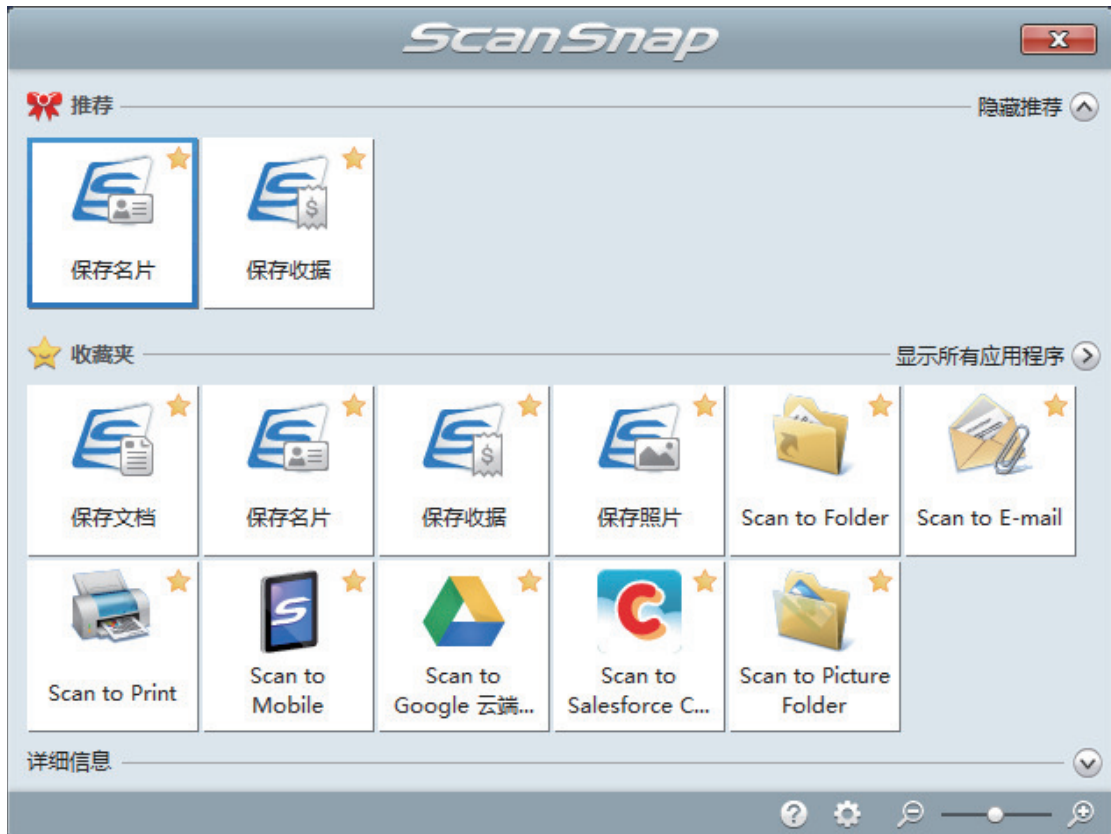 ScanSnap
推荐
隐藏推荐
保存名片
保存收据
收藏夹
显示所有应用程序
保存文档
保存名片
保存收据
保存照片
Scan to Folder
Scan to E-mail
Scan to Print
Scan to
Mobile
Scan to
Google 云端...
Scan to
Salesforce C...
Scan to Picture
Folder
详细信息